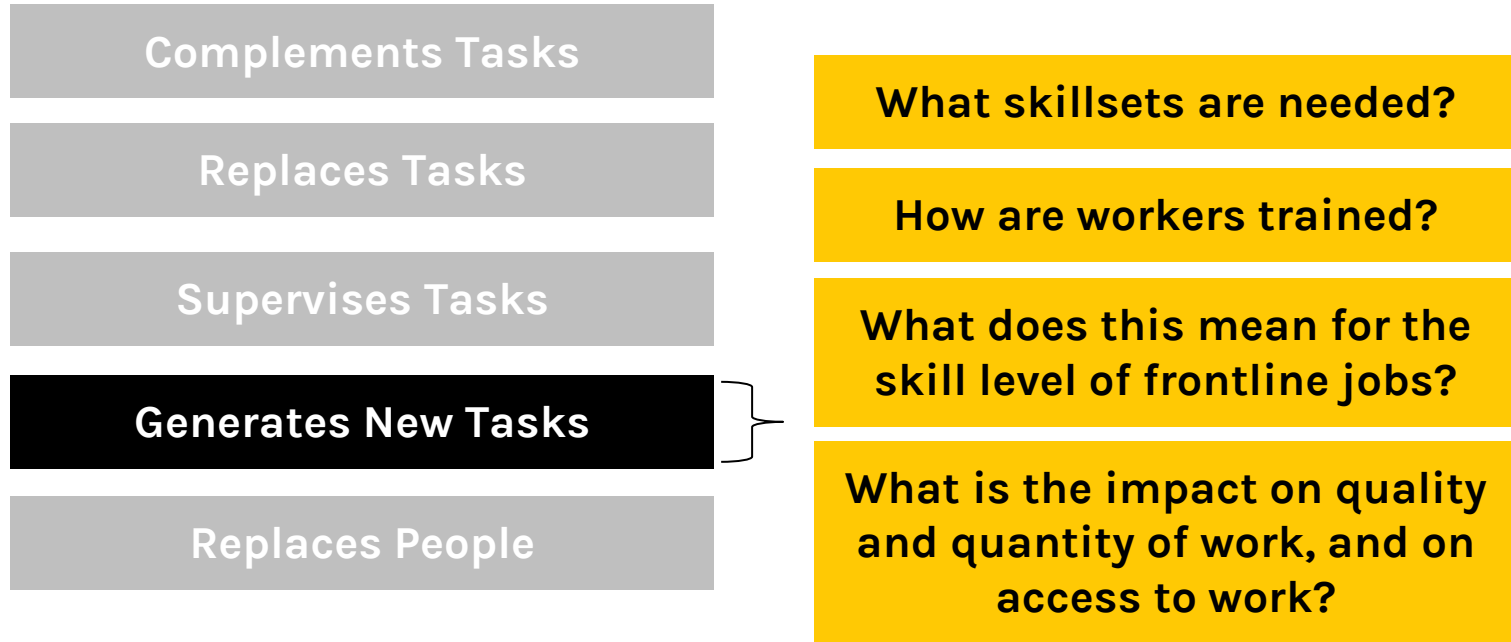 Complements Tasks
Replaces Tasks
Supervises Tasks
Generates New Tasks
Replaces People
What skillsets are needed?
How are workers trained?
What does this mean for the
skill level of frontline jobs?
What is the impact on quality
and quantity of work, and on
access to work?